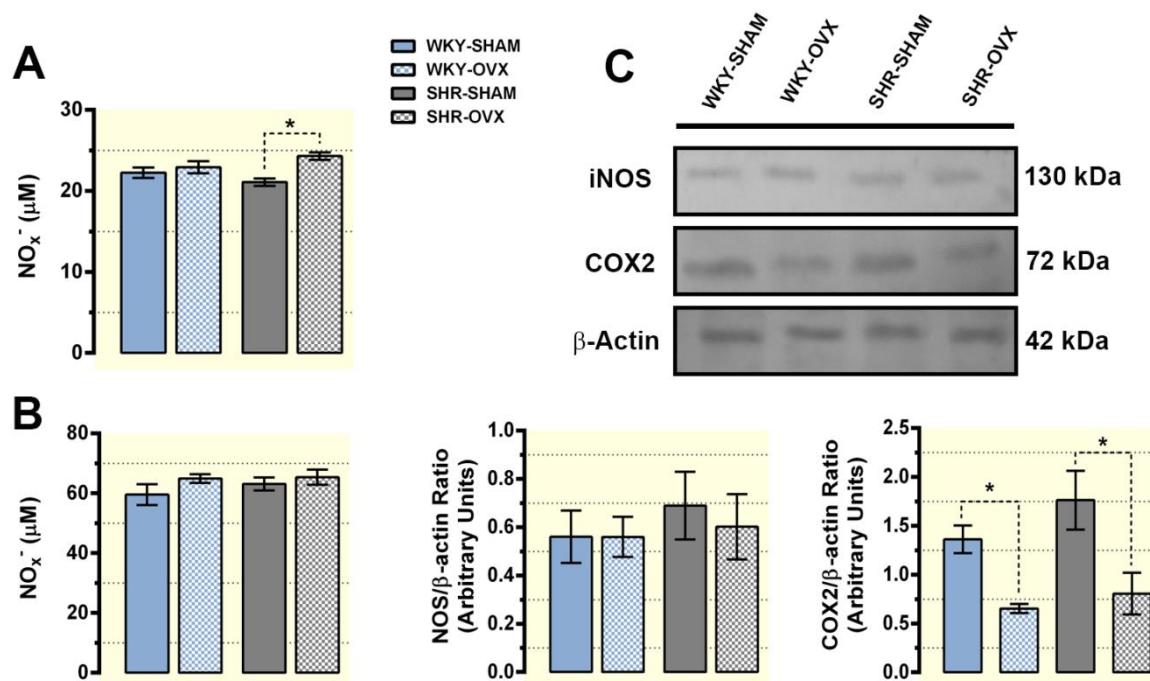 A
WKY-SHAM
WKY-OVX
SHR-SHAM
SHR-OVX
30
20
10
0
NOₓ⁻ (μM)
*
C
WKY-SHAM
WKY-OVX
SHR-SHAM
SHR-OVX
iNOS
130 kDa
COX2
72 kDa
β-Actin
42 kDa
B
80
60
40
20
0
NOₓ⁻ (μM)
1.0
0.8
0.6
0.4
0.2
0.0
NOS/β-actin Ratio
(Arbitrary Units)
2.5
2.0
1.5
1.0
0.5
0.0
COX2/β-actin Ratio
(Arbitrary Units)
*
*